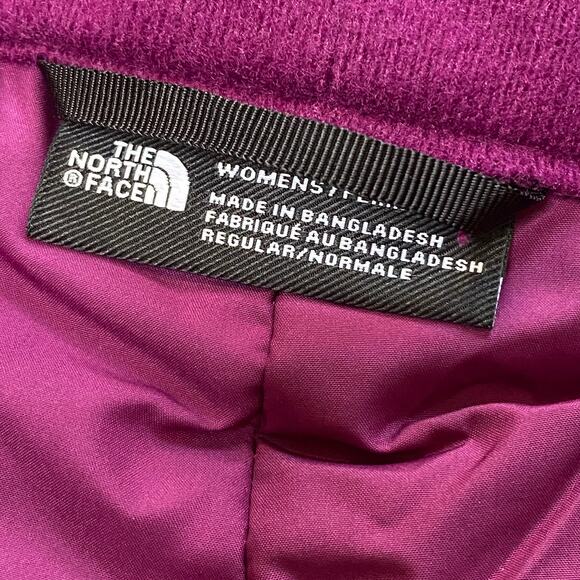 THE
NORTH
FACE
®
WOMENS /
MADE IN BANGLADESH
FABRIQUÉ AU BANGLADESH
REGULAR/NORMALE